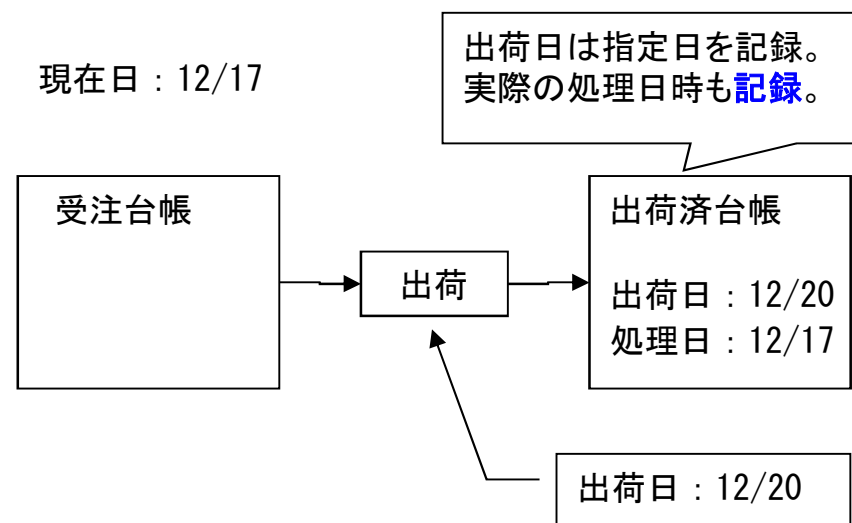 現在日：12/17
出荷日は指定日を記録。
実際の処理日時も記録。
受注台帳
出荷
出荷済台帳
出荷日：12/20
処理日：12/17
出荷日：12/20